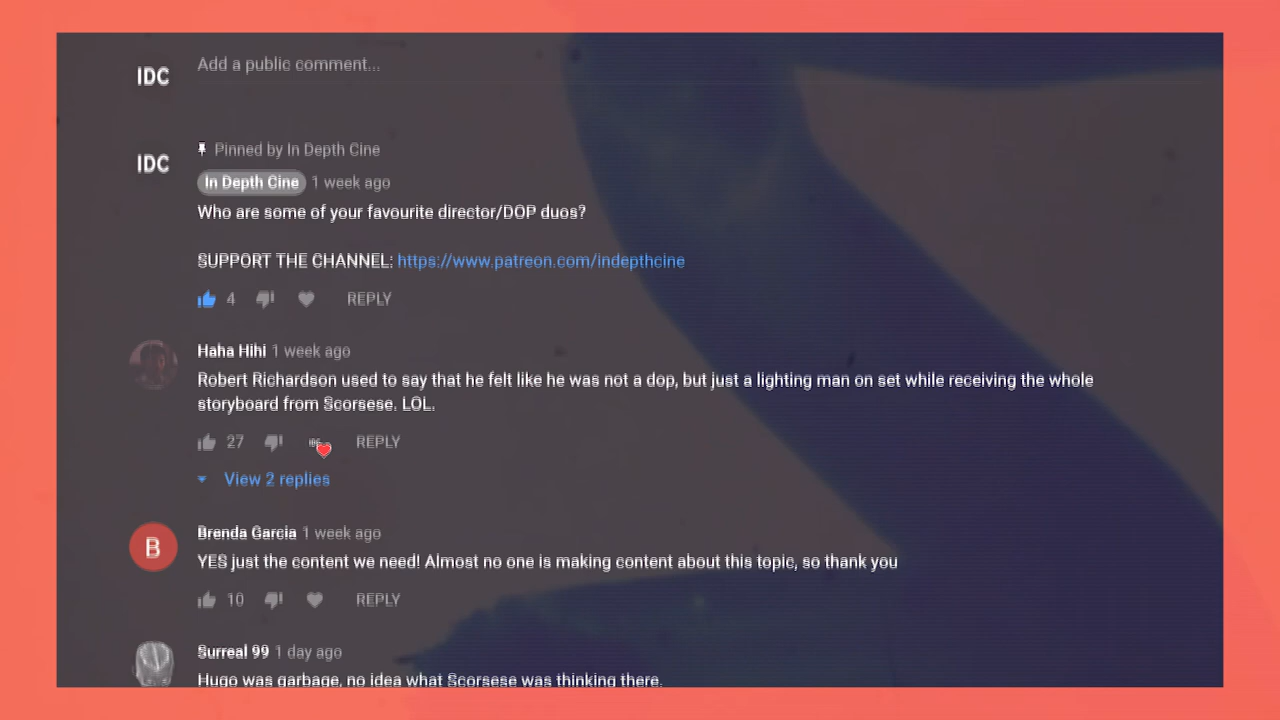 IDC
Add a public comment...
IDC
Pinned by In Depth Cine
In Depth Cine 1 week ago
Who are some of your favourite director/DOP duos?
SUPPORT THE CHANNEL: https://www.patreon.com/indepthcine
4 REPLY
Haha Hihi 1 week ago
Robert Richardson used to say that he felt like he was not a dop, but just a lighting man on set while receiving the whole
storyboard from Scorsese. LOL.
27 REPLY
View 2 replies
B
Brenda Garcia 1 week ago
YES just the content we need! Almost no one is making content about this topic, so thank you
10 REPLY
Surreal 99 1 day ago
Hugo was garbage, no idea what Scorsese was thinking there.